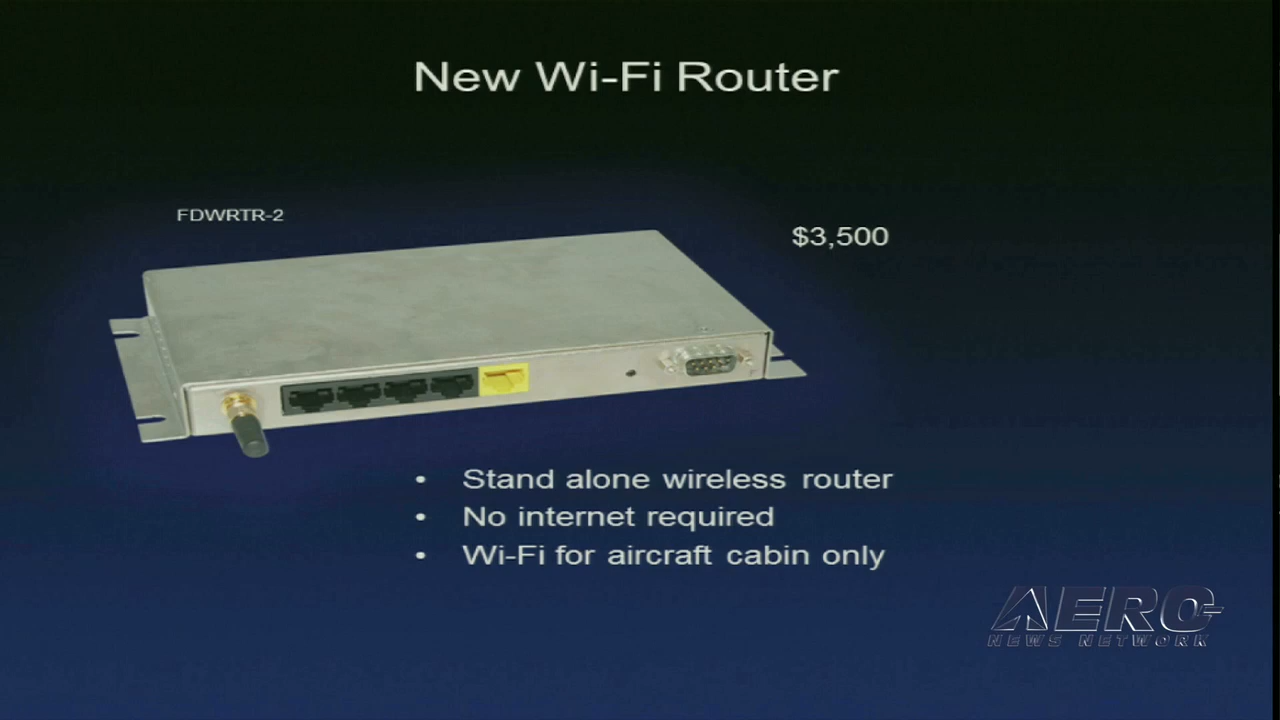 New Wi-Fi Router
FDWRTR-2
$3,500
• Stand alone wireless router
• No internet required
• Wi-Fi for aircraft cabin only
AERO
NEWS NETWORK